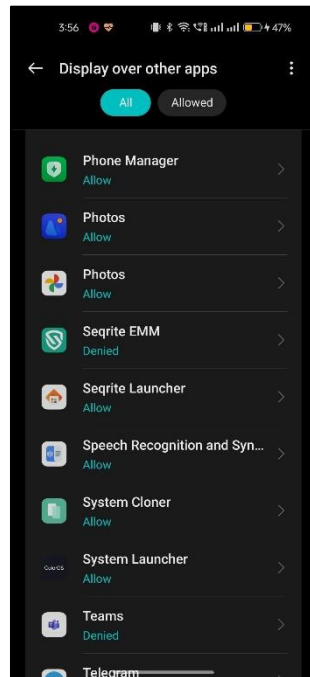 3:56 47%
Display over other apps
All Allowed
Phone Manager
Allow
Photos
Allow
Photos
Allow
Seqrite EMM
Denied
Seqrite Launcher
Allow
Speech Recognition and Syn...
Allow
System Cloner
Allow
ColorOS
System Launcher
Allow
Teams
Denied
Telegram